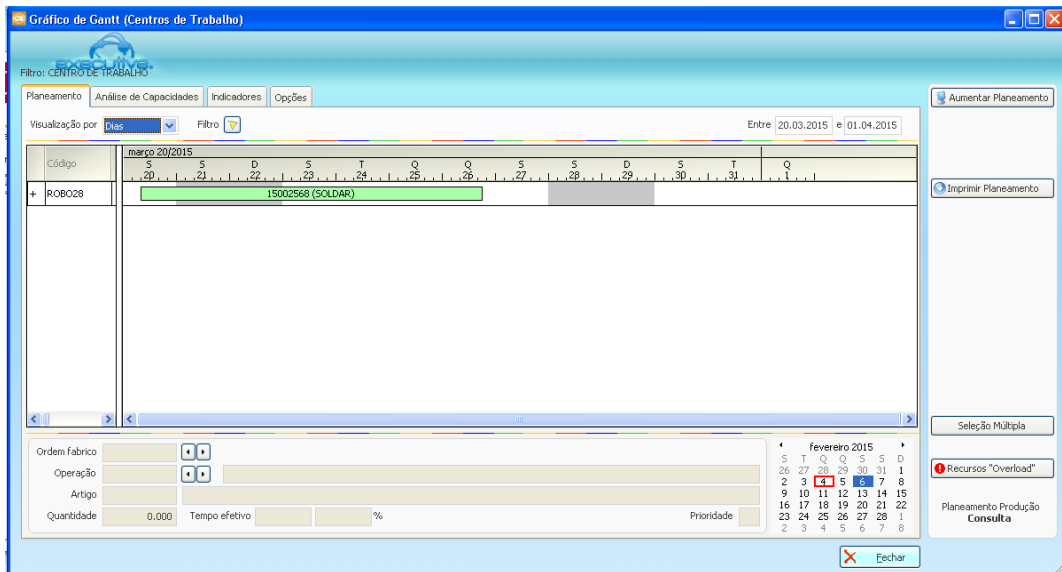 Gráfico de Gantt (Centros de Trabalho)
executive.
Filtro: CENTRO DE TRABALHO
Planeamento Análise de Capacidades Indicadores Opções
Aumentar Planeamento
Visualização por Dias Filtro Entre 20.03.2015 e 01.04.2015
Código março 20/2015
S S D S T Q Q S S D S T Q
20 21 22 23 24 25 26 27 28 29 30 31 1
+ ROBO28 15002568 (SOLDAR)
Imprimir Planeamento
Seleção Múltipla
Recursos "Overload"
Planeamento Produção
Consulta
Ordem fabrico
Operação
Artigo
Quantidade 0.000 Tempo efetivo % Prioridade
fevereiro 2015
S T Q Q S S D
26 27 28 29 30 31 1
2 3 4 5 6 7 8
9 10 11 12 13 14 15
16 17 18 19 20 21 22
23 24 25 26 27 28 1
2 3 4 5 6 7 8
Fechar